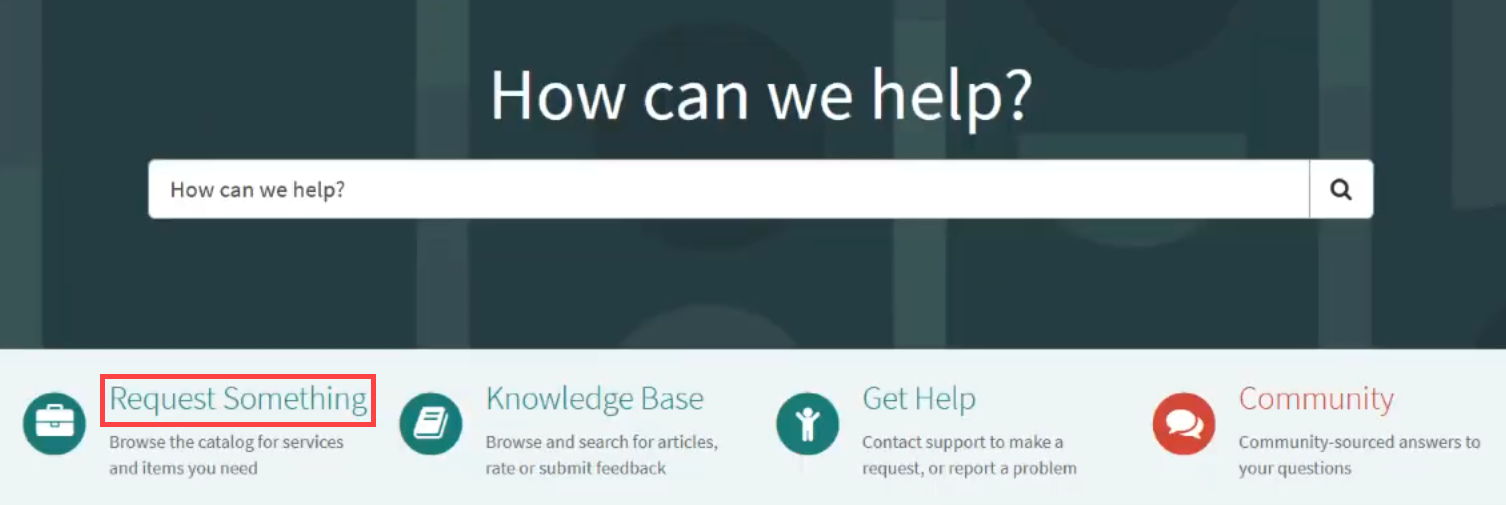 How can we help?
How can we help?
Request Something
Browse the catalog for services
and items you need
Knowledge Base
Browse and search for articles,
rate or submit feedback
Get Help
Contact support to make a
request, or report a problem
Community
Community-sourced answers to
your questions